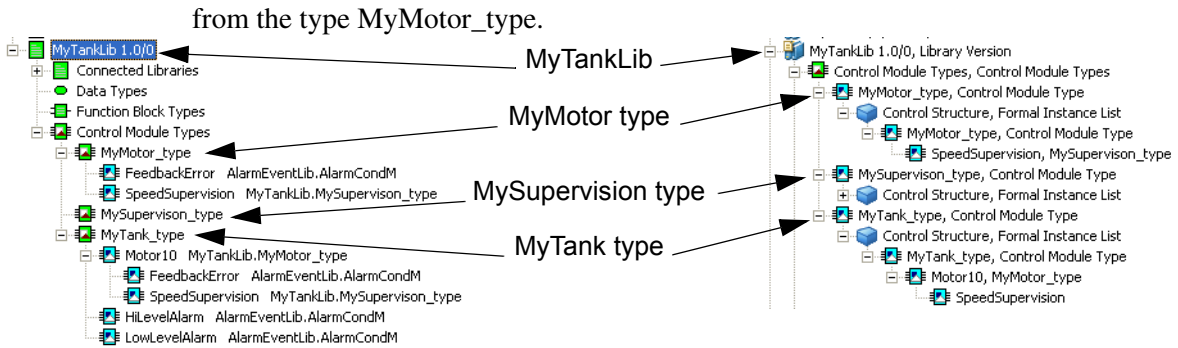 from the type MyMotor_type.
MyTankLib 1.0/0
Connected Libraries
Data Types
Function Block Types
Control Module Types
MyMotor_type
FeedbackError AlarmEventLib.AlarmCondM
SpeedSupervision MyTankLib.MySupervison_type
MySupervison_type
MyTank_type
Motor10 MyTankLib.MyMotor_type
FeedbackError AlarmEventLib.AlarmCondM
SpeedSupervision MyTankLib.MySupervison_type
HiLevelAlarm AlarmEventLib.AlarmCondM
LowLevelAlarm AlarmEventLib.AlarmCondM
MyTankLib
MyMotor type
MySupervision type
MyTank type
MyTankLib 1.0/0, Library Version
Control Module Types, Control Module Types
MyMotor_type, Control Module Type
Control Structure, Formal Instance List
MyMotor_type, Control Module Type
SpeedSupervision, MySupervison_type
MySupervison_type, Control Module Type
Control Structure, Formal Instance List
MyTank_type, Control Module Type
Control Structure, Formal Instance List
MyTank_type, Control Module Type
Motor10, MyMotor_type
SpeedSupervision